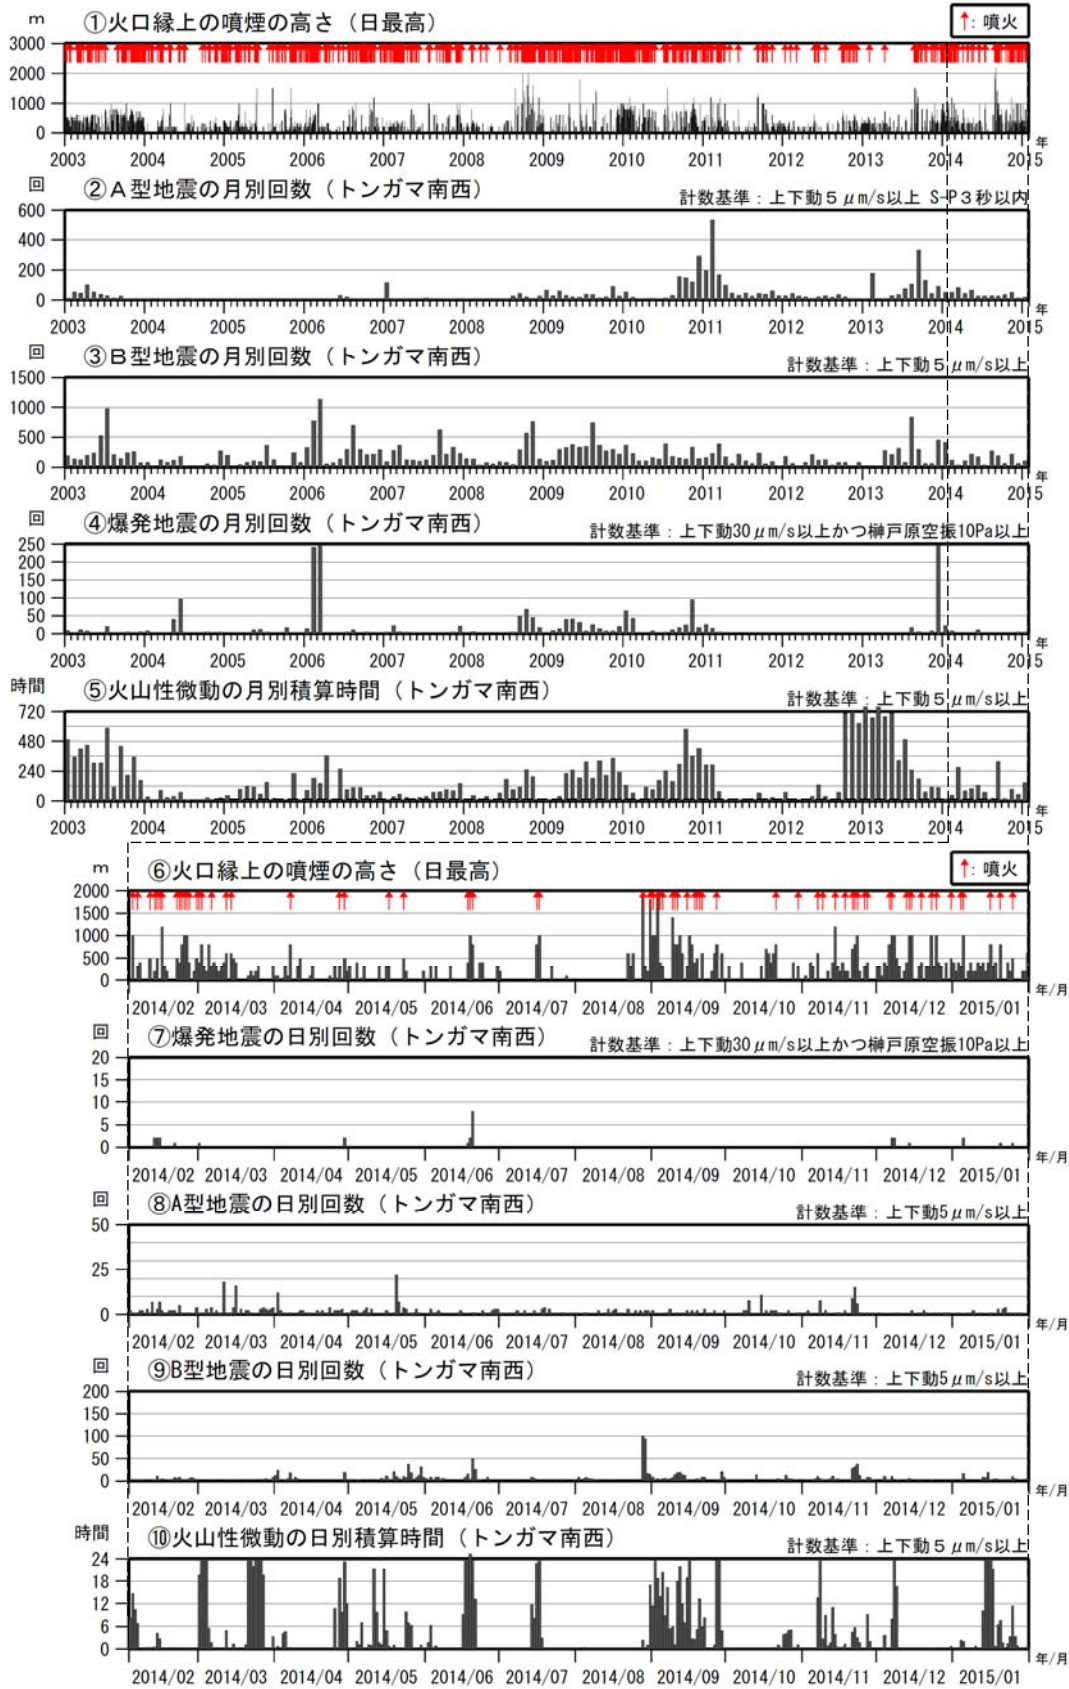 m ①火口縁上の噴煙の高さ（日最高） ↑: 噴火
3000
2000
1000
0
2003 2004 2005 2006 2007 2008 2009 2010 2011 2012 2013 2014 2015 年
回 ②A型地震の月別回数（トンガマ南西） 計数基準：上下動５μm/s以上 S-P３秒以内
600
400
200
0
2003 2004 2005 2006 2007 2008 2009 2010 2011 2012 2013 2014 2015 年
回 ③B型地震の月別回数（トンガマ南西） 計数基準：上下動５μm/s以上
1500
1000
500
0
2003 2004 2005 2006 2007 2008 2009 2010 2011 2012 2013 2014 2015 年
回 ④爆発地震の月別回数（トンガマ南西） 計数基準：上下動30μm/s以上かつ榊戸原空振10Pa以上
250
200
150
100
50
0
2003 2004 2005 2006 2007 2008 2009 2010 2011 2012 2013 2014 2015 年
時間 ⑤火山性微動の月別積算時間（トンガマ南西） 計数基準：上下動５μm/s以上
720
480
240
0
2003 2004 2005 2006 2007 2008 2009 2010 2011 2012 2013 2014 2015 年
m ⑥火口縁上の噴煙の高さ（日最高） ↑: 噴火
2000
1500
1000
500
0
2014/02 2014/03 2014/04 2014/05 2014/06 2014/07 2014/08 2014/09 2014/10 2014/11 2014/12 2015/01 年/月
回 ⑦爆発地震の日別回数（トンガマ南西） 計数基準：上下動30μm/s以上かつ榊戸原空振10Pa以上
20
15
10
5
0
2014/02 2014/03 2014/04 2014/05 2014/06 2014/07 2014/08 2014/09 2014/10 2014/11 2014/12 2015/01 年/月
回 ⑧A型地震の日別回数（トンガマ南西） 計数基準：上下動5μm/s以上
50
25
0
2014/02 2014/03 2014/04 2014/05 2014/06 2014/07 2014/08 2014/09 2014/10 2014/11 2014/12 2015/01 年/月
回 ⑨B型地震の日別回数（トンガマ南西） 計数基準：上下動5μm/s以上
200
150
100
50
0
2014/02 2014/03 2014/04 2014/05 2014/06 2014/07 2014/08 2014/09 2014/10 2014/11 2014/12 2015/01 年/月
時間 ⑩火山性微動の日別積算時間（トンガマ南西） 計数基準：上下動５μm/s以上
24
18
12
6
0
2014/02 2014/03 2014/04 2014/05 2014/06 2014/07 2014/08 2014/09 2014/10 2014/11 2014/12 2015/01 年/月